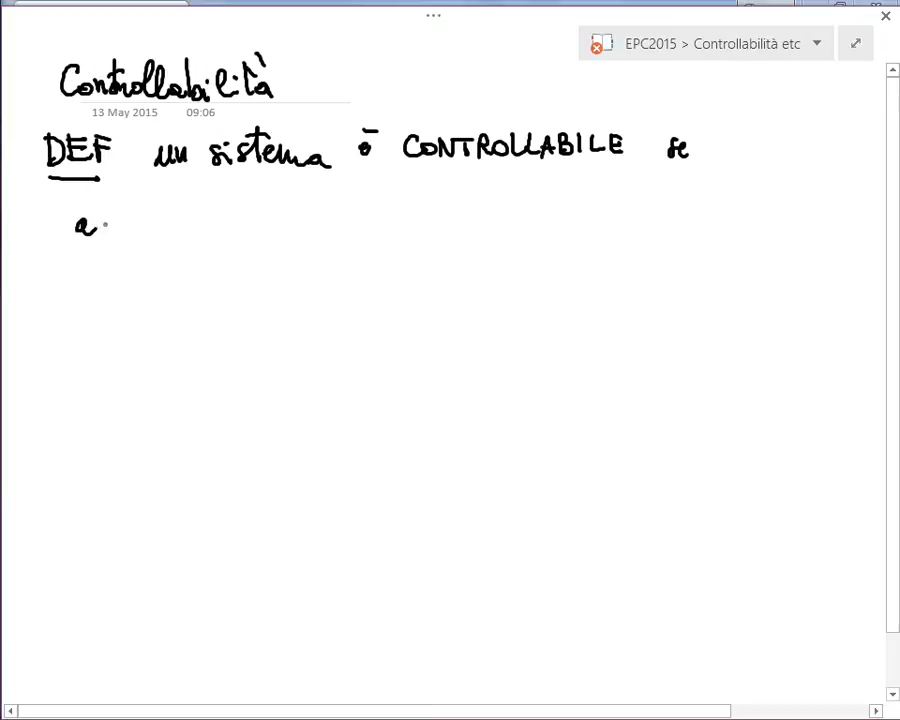 ...
EPC2015 > Controllabilità etc
Controllabilità
13 May 2015 09:06
DEF un sistema è CONTROLLABILE se
a